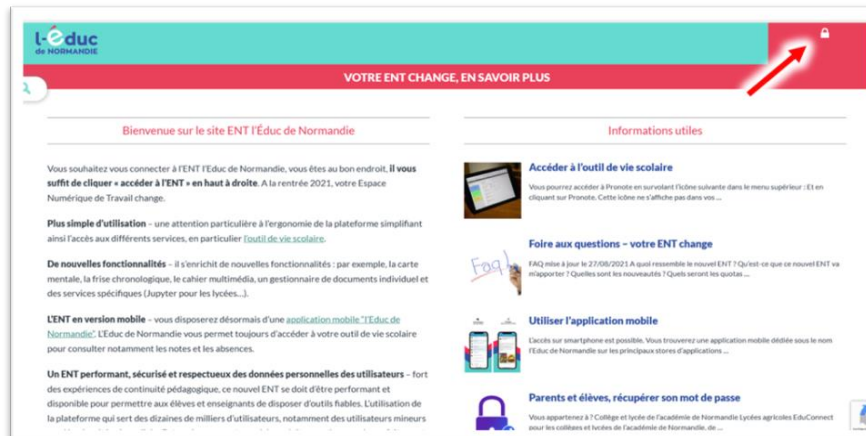 l-éduc
de NORMANDIE
VOTRE ENT CHANGE, EN SAVOIR PLUS
Bienvenue sur le site ENT l'Éduc de Normandie
Vous souhaitez vous connecter à l'ENT l'Educ de Normandie, vous êtes au bon endroit, il vous
suffit de cliquer « accéder à l'ENT » en haut à droite. A la rentrée 2021, votre Espace
Numérique de Travail change.
Plus simple d'utilisation – une attention particulière à l'ergonomie de la plateforme simplifiant
ainsi l'accès aux différents services, en particulier l'outil de vie scolaire.
De nouvelles fonctionnalités – il s'enrichit de nouvelles fonctionnalités : par exemple, la carte
mentale, la frise chronologique, le cahier multimédia, un gestionnaire de documents individuel et
des services spécifiques (Jupyter pour les lycées...).
L'ENT en version mobile – vous disposerez désormais d'une application mobile "l'Educ de
Normandie". L'Educ de Normandie vous permet toujours d'accéder à votre outil de vie scolaire
pour consulter notamment les notes et les absences.
Un ENT performant, sécurisé et respectueux des données personnelles des utilisateurs – fort
des expériences de continuité pédagogique, ce nouvel ENT se doit d'être performant et
disponible pour permettre aux élèves et enseignants de disposer d'outils fiables. L'utilisation de
la plateforme qui sert des dizaines de milliers d'utilisateurs, notamment des utilisateurs mineurs
Informations utiles
Accéder à l'outil de vie scolaire
Vous pourrez accéder à Pronote en survolant l'icône suivante dans le menu supérieur : Et en
cliquant sur Pronote. Cette icône ne s'affiche pas dans vos ...
Faq!
Foire aux questions – votre ENT change
FAQ mise à jour le 27/08/2021 A quoi ressemble le nouvel ENT ? Qu'est-ce que ce nouvel ENT va
m'apporter ? Quelles sont les nouveautés ? Quels seront les quotas ...
Utiliser l'application mobile
L'accès sur smartphone est possible. Vous trouverez une application mobile dédiée sous le nom
l'Educ de Normandie sur les principaux stores d'applications ...
Parents et élèves, récupérer son mot de passe
Vous appartenez à ? Collège et lycée de l'académie de Normandie Lycées agricoles EduConnect
pour les collèges et lycées de l'académie de Normandie, de ...